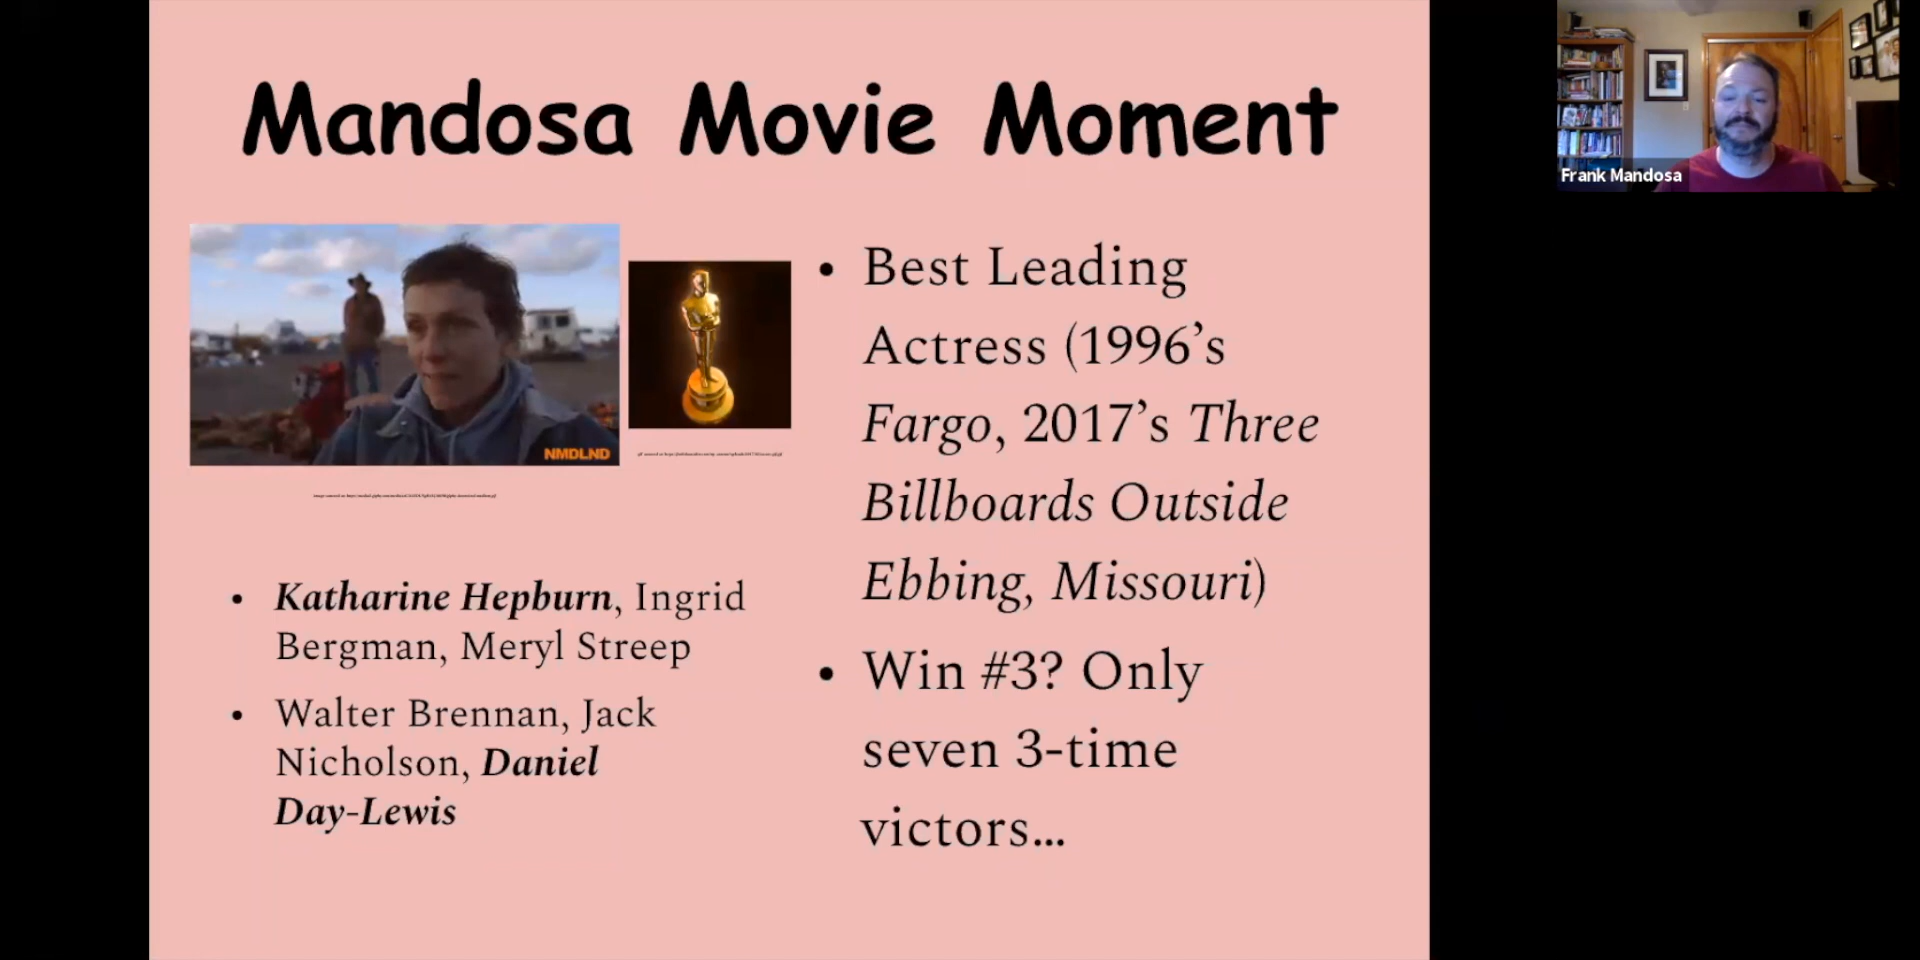 Mandosa Movie Moment
Frank Mandosa
NMDLND
• Katharine Hepburn, Ingrid
Bergman, Meryl Streep
• Walter Brennan, Jack
Nicholson, Daniel
Day-Lewis
• Best Leading
Actress (1996’s
Fargo, 2017’s Three
Billboards Outside
Ebbing, Missouri)
• Win #3? Only
seven 3-time
victors...